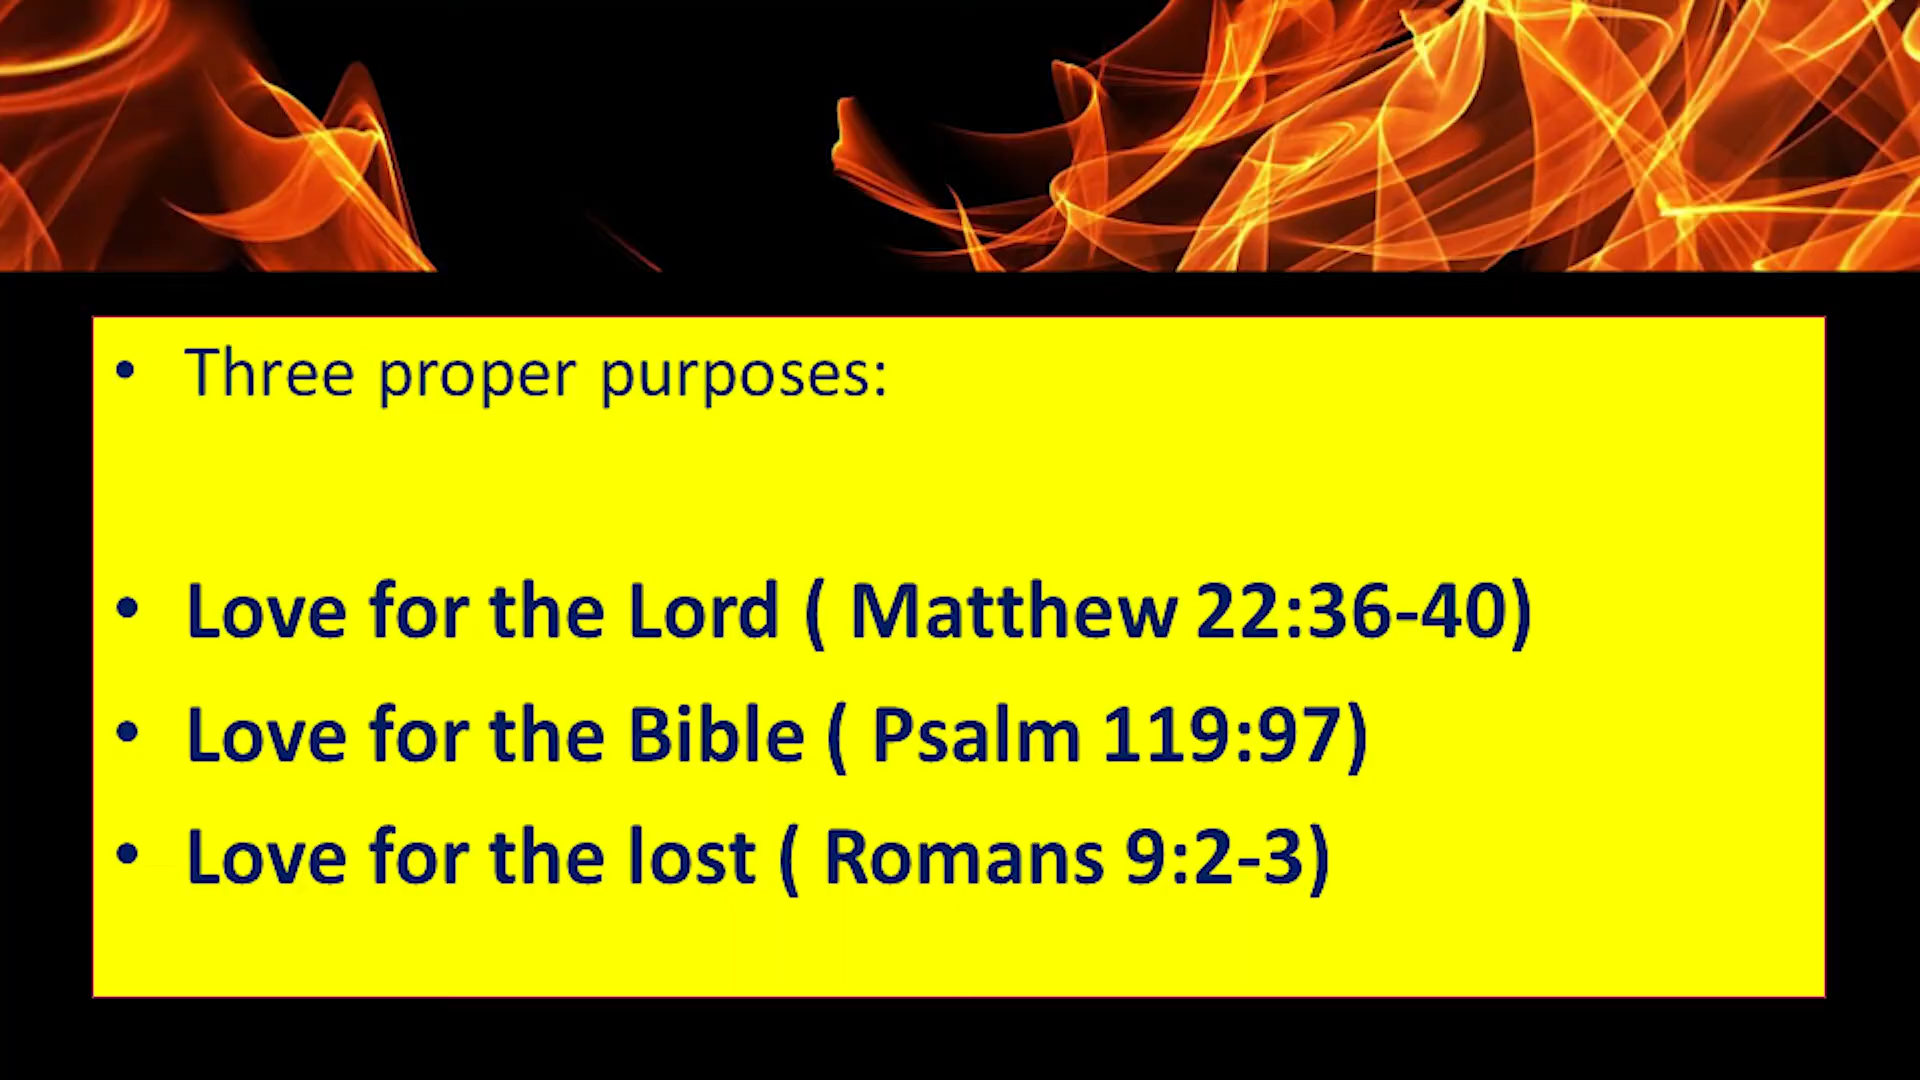 • Three proper purposes:
• Love for the Lord ( Matthew 22:36-40)
• Love for the Bible ( Psalm 119:97)
• Love for the lost ( Romans 9:2-3)